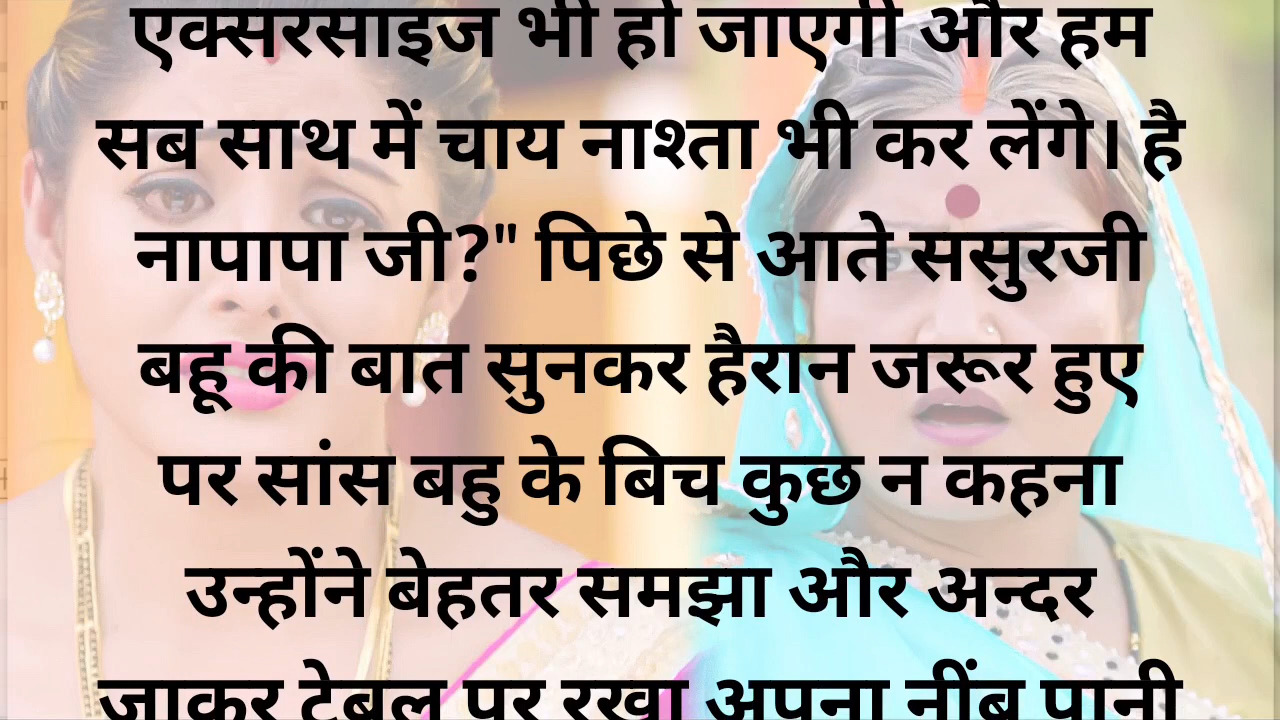 एक्सरसाइज भी हो जाएगी और हम
सब साथ में चाय नाश्ता भी कर लेंगे। है
नापापा जी?" पिछे से आते ससुरजी
बहू की बात सुनकर हैरान जरूर हुए
पर सांस बहु के बिच कुछ न कहना
उन्होंने बेहतर समझा और अन्दर
जाकर टेबल पर रखा अपना नींबू पानी